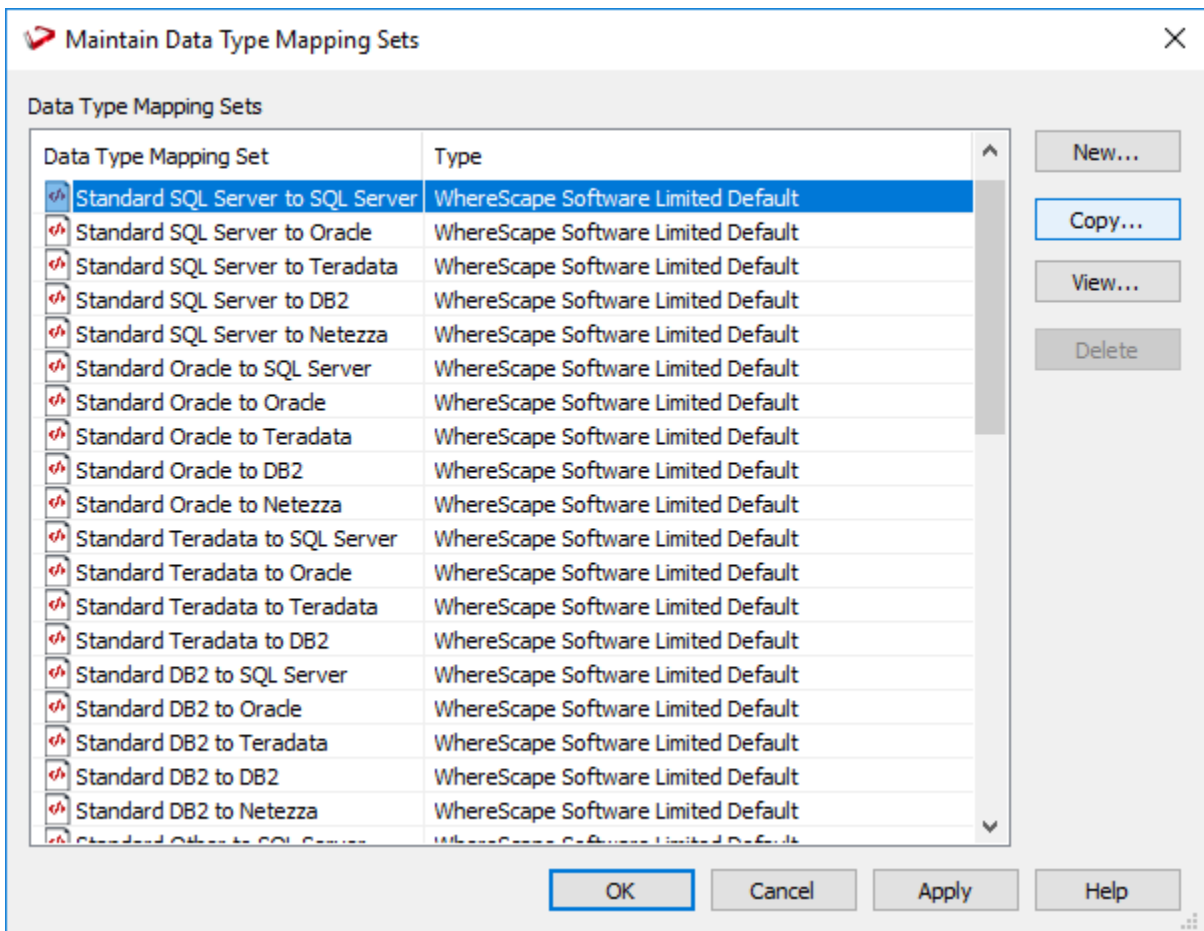 Maintain Data Type Mapping Sets
Data Type Mapping Sets
Data Type Mapping Set Type
Standard SQL Server to SQL Server WhereScape Software Limited Default
Standard SQL Server to Oracle WhereScape Software Limited Default
Standard SQL Server to Teradata WhereScape Software Limited Default
Standard SQL Server to DB2 WhereScape Software Limited Default
Standard SQL Server to Netezza WhereScape Software Limited Default
Standard Oracle to SQL Server WhereScape Software Limited Default
Standard Oracle to Oracle WhereScape Software Limited Default
Standard Oracle to Teradata WhereScape Software Limited Default
Standard Oracle to DB2 WhereScape Software Limited Default
Standard Oracle to Netezza WhereScape Software Limited Default
Standard Teradata to SQL Server WhereScape Software Limited Default
Standard Teradata to Oracle WhereScape Software Limited Default
Standard Teradata to Teradata WhereScape Software Limited Default
Standard Teradata to DB2 WhereScape Software Limited Default
Standard DB2 to SQL Server WhereScape Software Limited Default
Standard DB2 to Oracle WhereScape Software Limited Default
Standard DB2 to Teradata WhereScape Software Limited Default
Standard DB2 to DB2 WhereScape Software Limited Default
Standard DB2 to Netezza WhereScape Software Limited Default
Standard Other to SQL Server WhereScape Software Limited Default
New...
Copy...
View...
Delete
OK Cancel Apply Help